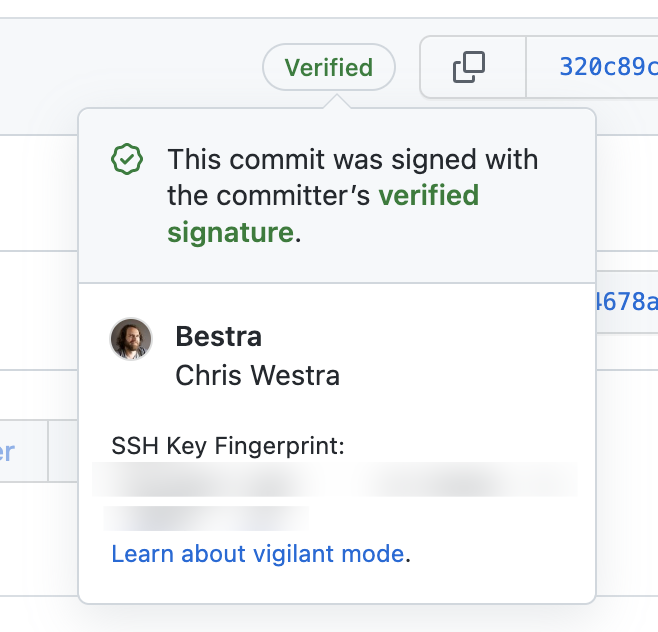 Verified
320c89c
This commit was signed with
the committer’s verified
signature.
4678a
Bestra
Chris Westra
er
SSH Key Fingerprint:
Learn about vigilant mode.